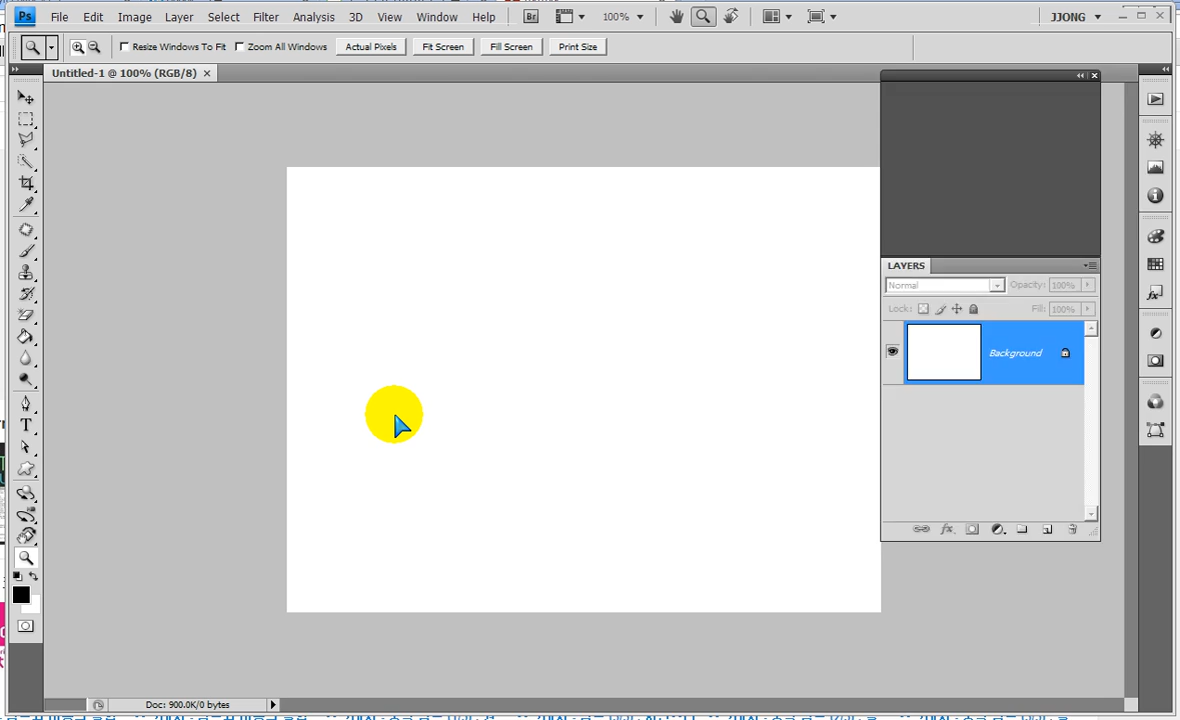 Ps File Edit Image Layer Select Filter Analysis 3D View Window Help Br 100% JJONG
Resize Windows To Fit Zoom All Windows Actual Pixels Fit Screen Fill Screen Print Size
Untitled-1 @ 100% (RGB/8)
LAYERS
Normal Opacity: 100%
Lock: Fill: 100%
Background
T
Doc: 900.0K/0 bytes